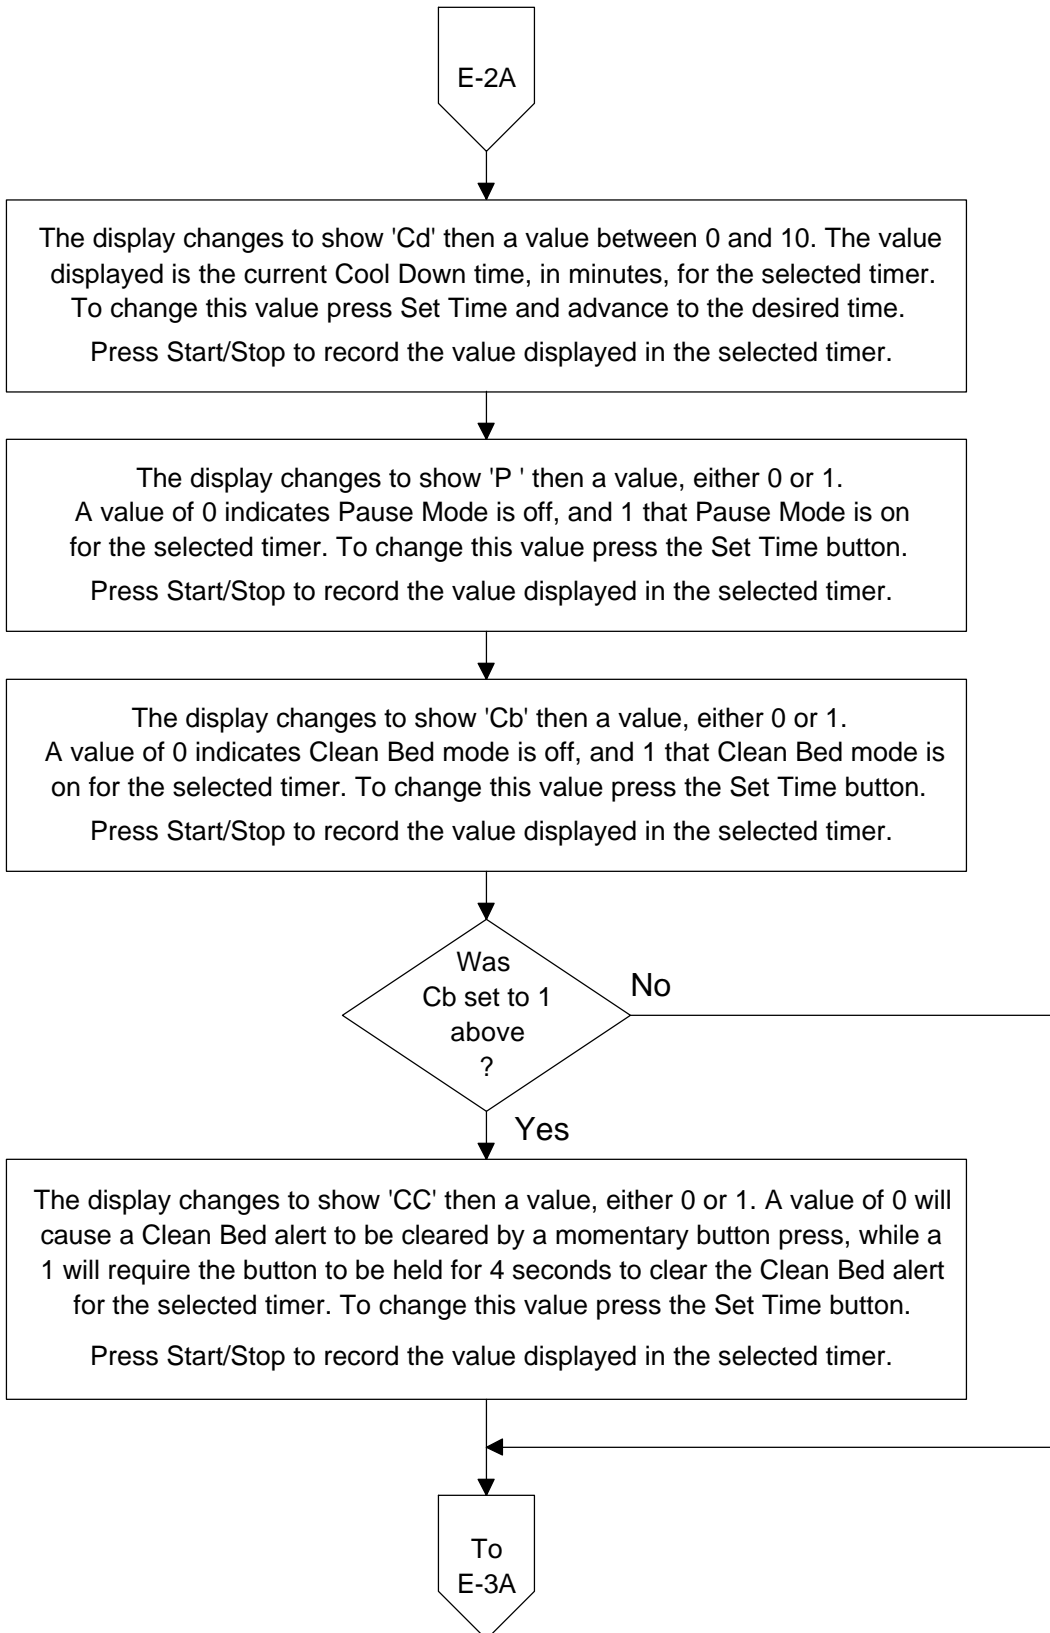 E-2A
The display changes to show 'Cd' then a value between 0 and 10. The value
displayed is the current Cool Down time, in minutes, for the selected timer.
To change this value press Set Time and advance to the desired time.
Press Start/Stop to record the value displayed in the selected timer.
The display changes to show 'P ' then a value, either 0 or 1.
A value of 0 indicates Pause Mode is off, and 1 that Pause Mode is on
for the selected timer. To change this value press the Set Time button.
Press Start/Stop to record the value displayed in the selected timer.
The display changes to show 'Cb' then a value, either 0 or 1.
A value of 0 indicates Clean Bed mode is off, and 1 that Clean Bed mode is
on for the selected timer. To change this value press the Set Time button.
Press Start/Stop to record the value displayed in the selected timer.
Was
Cb set to 1
above
?
No
Yes
The display changes to show 'CC' then a value, either 0 or 1. A value of 0 will
cause a Clean Bed alert to be cleared by a momentary button press, while a
1 will require the button to be held for 4 seconds to clear the Clean Bed alert
for the selected timer. To change this value press the Set Time button.
Press Start/Stop to record the value displayed in the selected timer.
To
E-3A